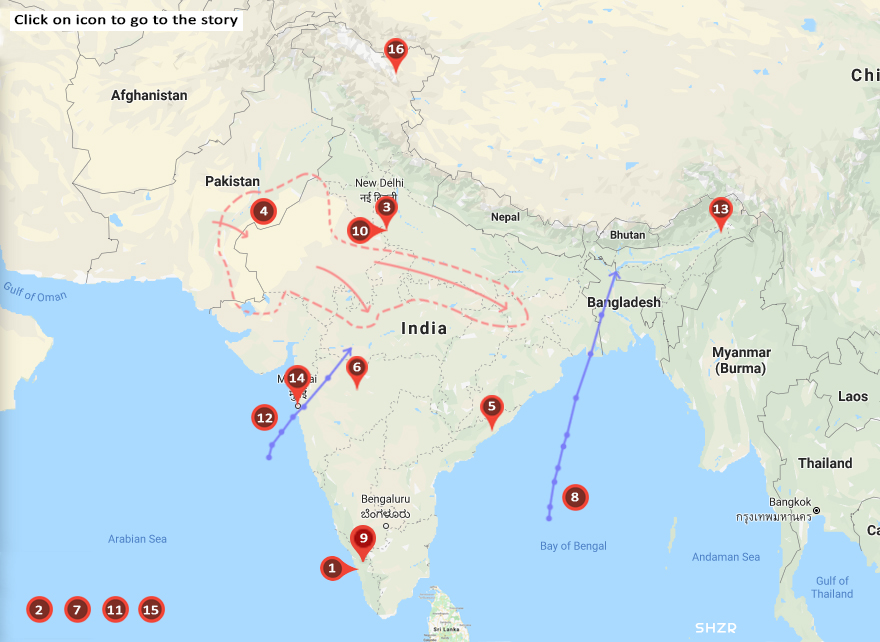 Click on icon to go to the story
16
Chi
Afghanistan
Pakistan
New Delhi
4
3
10
13
Nepal
Bhutan
Gulf of Oman
Bangladesh
India
Myanmar
(Burma)
6
14
12
5
Laos
Thailand
Bengaluru
ಬೆಂಗಳೂರು
8
Bangkok
กรุงเทพมหานคร
Ca
9
1
Arabian Sea
Bay of Bengal
Andaman Sea
Gulf of
Thailand
2
7
11
15
Sri Lanka
SHZR